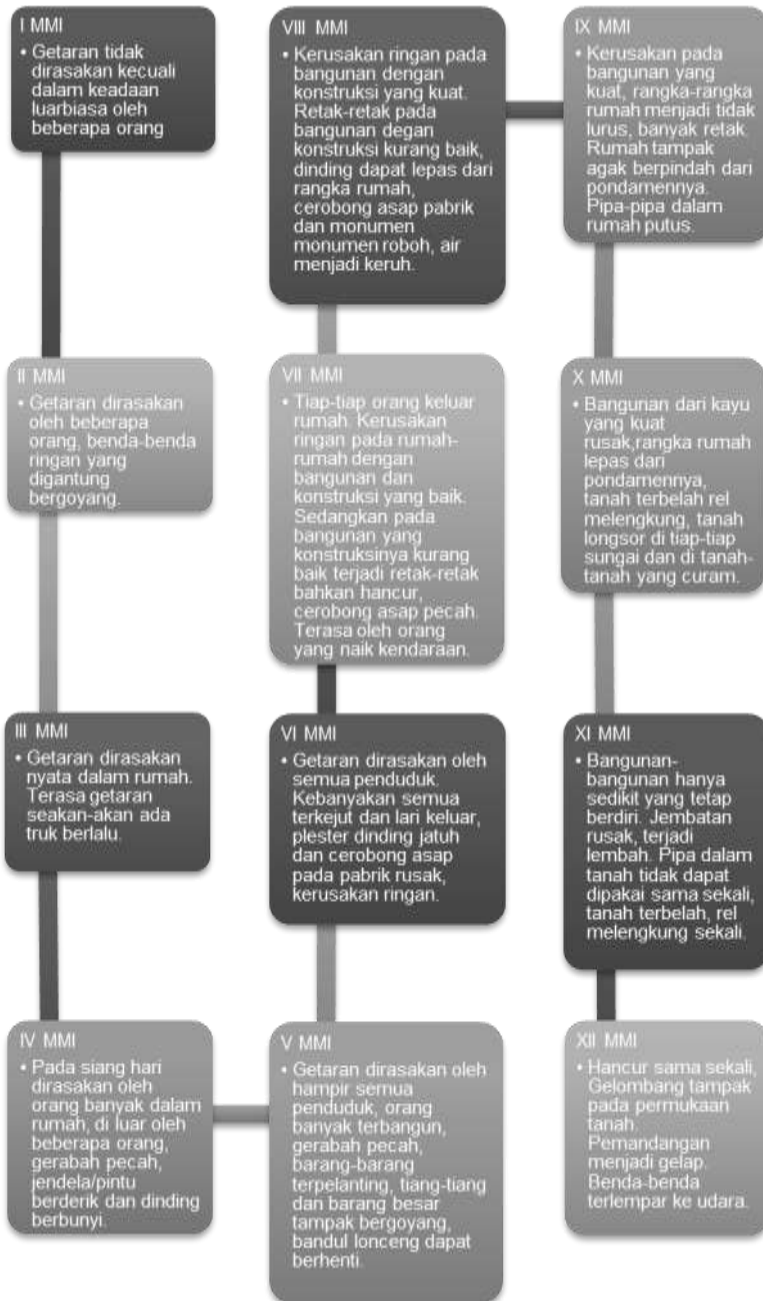 I MMI
• Getaran tidak
dirasakan kecuali
dalam keadaan
luarbiasa oleh
beberapa orang
II MMI
• Getaran dirasakan
oleh beberapa
orang, benda-benda
ringan yang
digantung
bergoyang.
III MMI
• Getaran dirasakan
nyata dalam rumah.
Terasa getaran
seakan-akan ada
truk berlalu.
IV MMI
• Pada siang hari
dirasakan oleh
orang banyak dalam
rumah, di luar oleh
beberapa orang,
gerabah pecah,
jendela/pintu
berderik dan dinding
berbunyi.
V MMI
• Getaran dirasakan oleh
hampir semua
penduduk, orang
banyak terbangun,
gerabah pecah,
barang-barang
terpelanting, tiang-tiang
dan barang besar
tampak bergoyang,
bandul lonceng dapat
berhenti.
VI MMI
• Getaran dirasakan oleh
semua penduduk.
Kebanyakan semua
terkejut dan lari keluar,
plester dinding jatuh
dan cerobong asap
pada pabrik rusak,
kerusakan ringan.
VII MMI
• Tiap-tiap orang keluar
rumah. Kerusakan
ringan pada rumah-
rumah dengan
bangunan dan
konstruksi yang baik.
Sedangkan pada
bangunan yang
konstruksinya kurang
baik terjadi retak-retak
bahkan hancur,
cerobong asap pecah.
Terasa oleh orang
yang naik kendaraan.
VIII MMI
• Kerusakan ringan pada
bangunan dengan
konstruksi yang kuat.
Retak-retak pada
bangunan degan
konstruksi kurang baik,
dinding dapat lepas dari
rangka rumah,
cerobong asap pabrik
dan monumen
monumen roboh, air
menjadi keruh.
IX MMI
• Kerusakan pada
bangunan yang
kuat, rangka-rangka
rumah menjadi tidak
lurus, banyak retak.
Rumah tampak
agak berpindah dari
pondamennya.
Pipa-pipa dalam
rumah putus.
X MMI
• Bangunan dari kayu
yang kuat
rusak,rangka rumah
lepas dari
pondamennya,
tanah terbelah rel
melengkung, tanah
longsor di tiap-tiap
sungai dan di tanah-
tanah yang curam.
XI MMI
• Bangunan-
bangunan hanya
sedikit yang tetap
berdiri. Jembatan
rusak, terjadi
lembah. Pipa dalam
tanah tidak dapat
dipakai sama sekali,
tanah terbelah, rel
melengkung sekali.
XII MMI
• Hancur sama sekali,
Gelombang tampak
pada permukaan
tanah.
Pemandangan
menjadi gelap.
Benda-benda
terlempar ke udara.